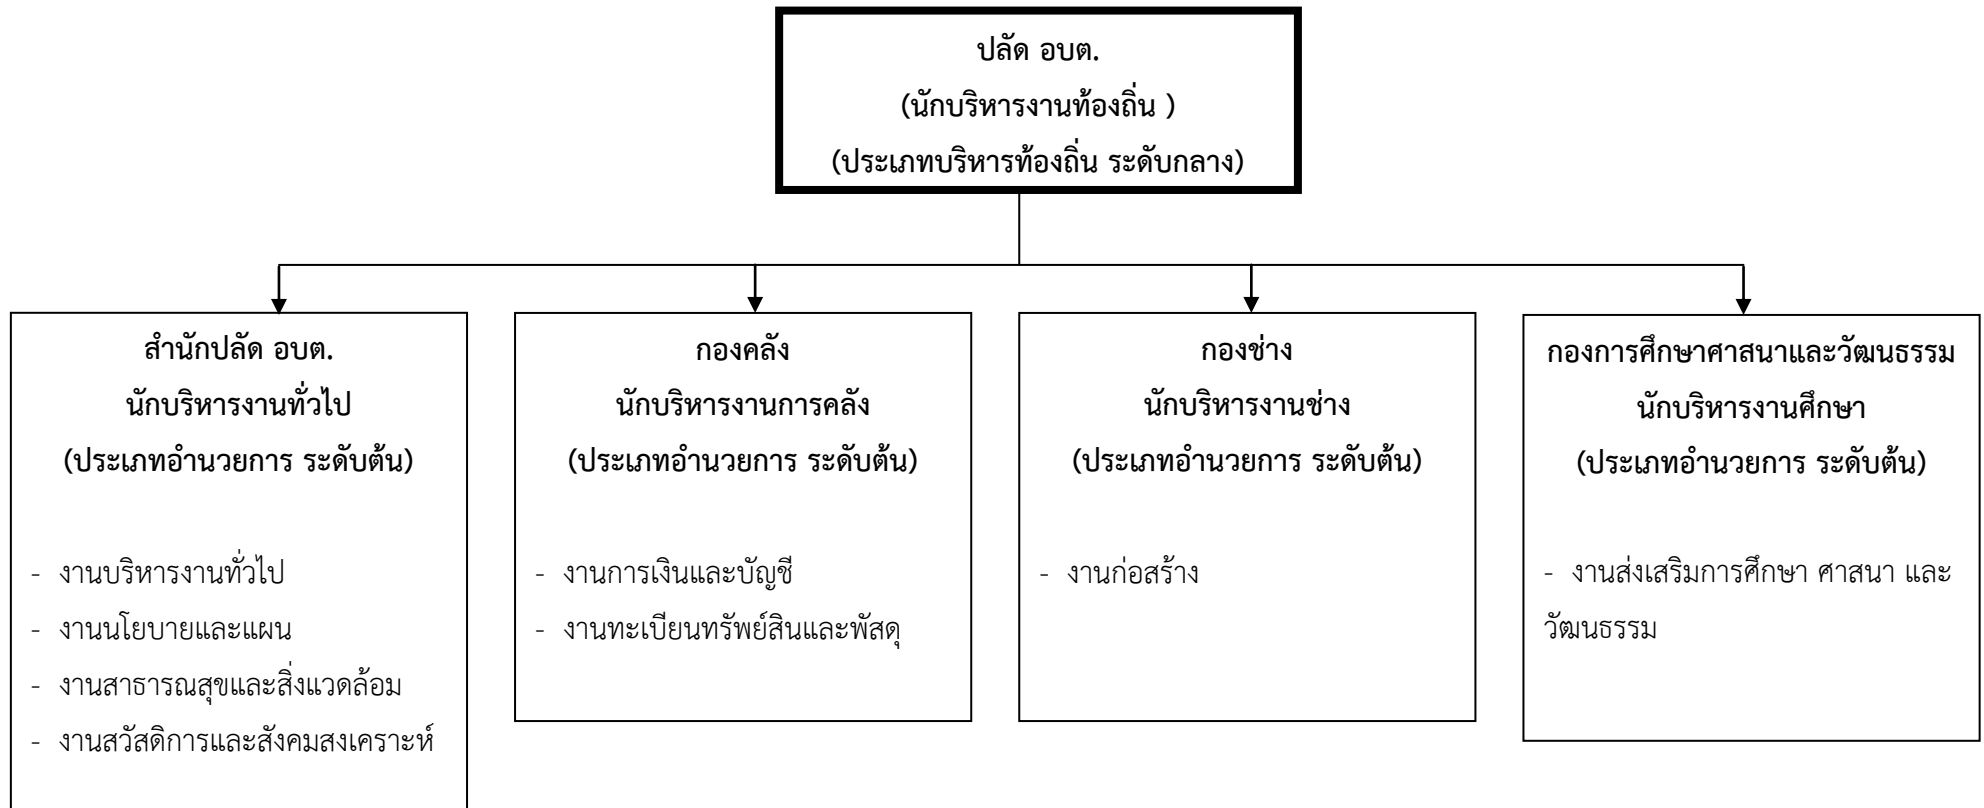 ปลัด อบต.
(นักบริหารงานท้องถิ่น )
(ประเภทบริหารท้องถิ่น ระดับกลาง)
สำนักปลัด อบต.
นักบริหารงานทั่วไป
(ประเภทอำนวยการ ระดับต้น)
- งานบริหารงานทั่วไป
- งานนโยบายและแผน
- งานสาธารณสุขและสิ่งแวดล้อม
- งานสวัสดิการและสังคมสงเคราะห์
กองคลัง
นักบริหารงานการคลัง
(ประเภทอำนวยการ ระดับต้น)
- งานการเงินและบัญชี
- งานทะเบียนทรัพย์สินและพัสดุ
กองช่าง
นักบริหารงานช่าง
(ประเภทอำนวยการ ระดับต้น)
- งานก่อสร้าง
กองการศึกษาศาสนาและวัฒนธรรม
นักบริหารงานศึกษา
(ประเภทอำนวยการ ระดับต้น)
- งานส่งเสริมการศึกษา ศาสนา และ
วัฒนธรรม